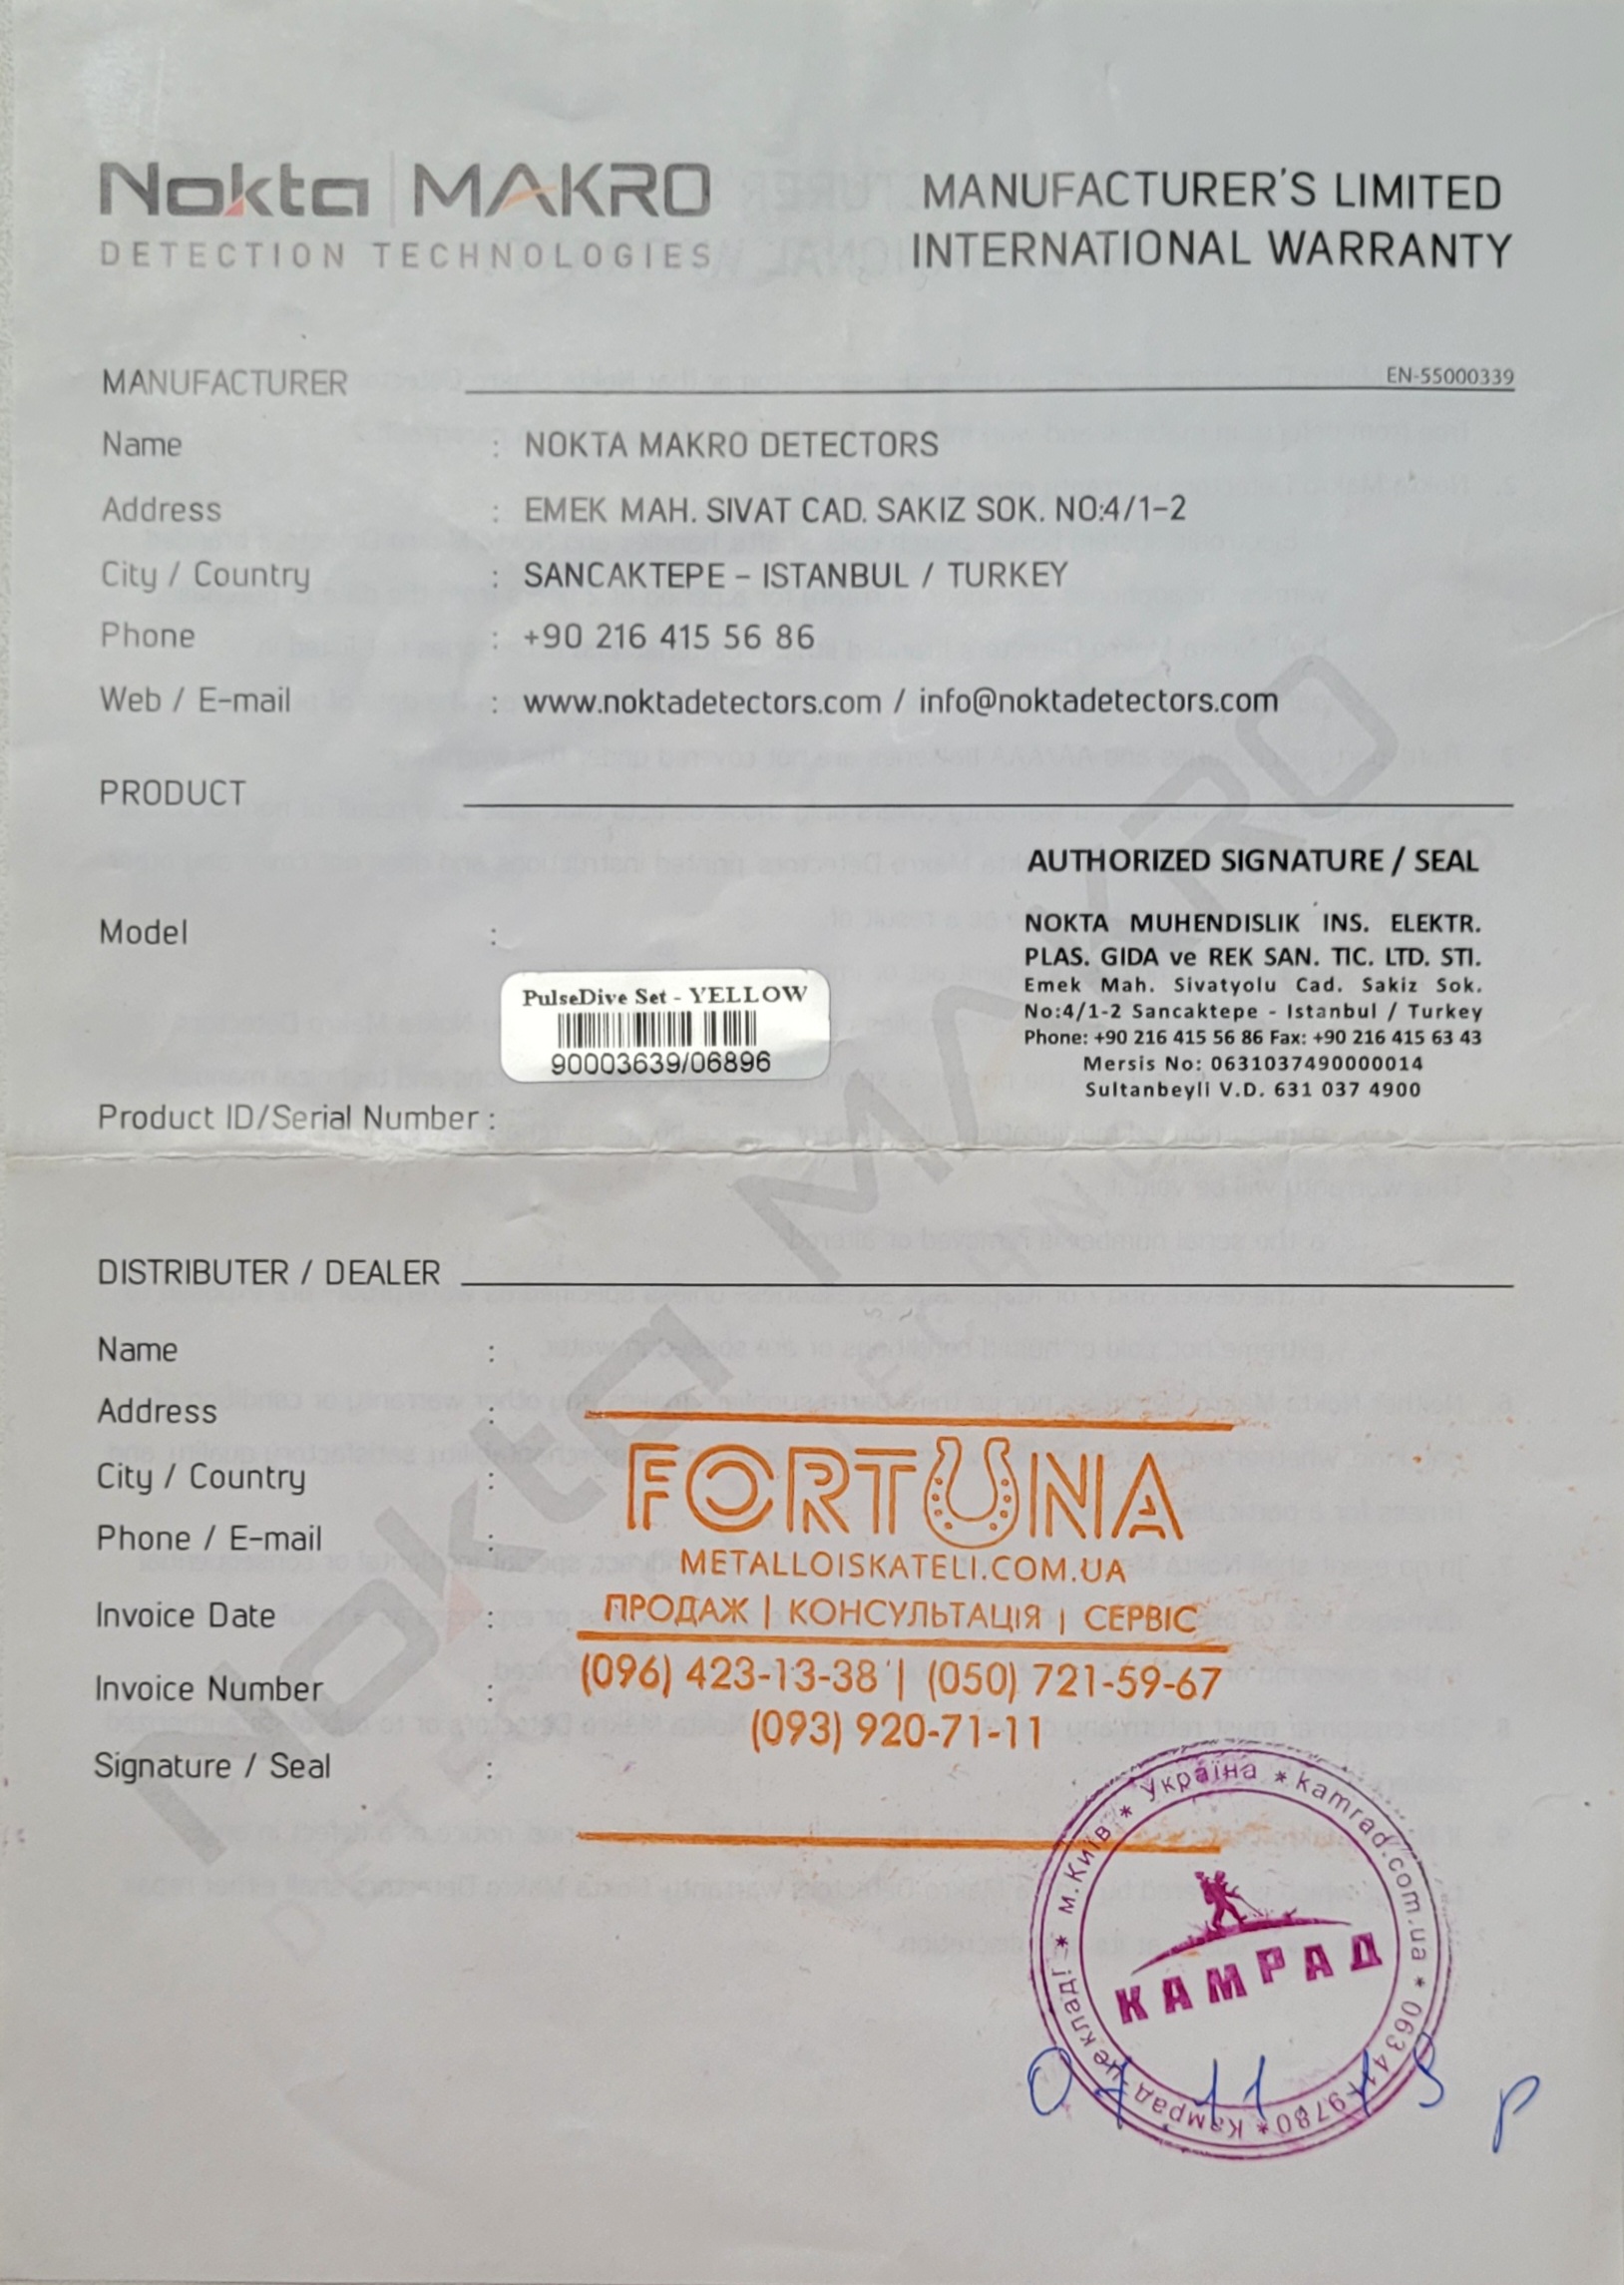 Nokta | MAKRO
DETECTION TECHNOLOGIES
MANUFACTURER'S LIMITED
INTERNATIONAL WARRANTY
MANUFACTURER
EN-55000339
Name : NOKTA MAKRO DETECTORS
Address : EMEK MAH. SIVAT CAD. SAKIZ SOK. NO:4/1-2
City / Country : SANCAKTEPE - ISTANBUL / TURKEY
Phone : +90 216 415 56 86
Web / E-mail : www.noktadetectors.com / info@noktadetectors.com
PRODUCT
AUTHORIZED SIGNATURE / SEAL
NOKTA MUHENDISLIK INS. ELEKTR.
PLAS. GIDA ve REK SAN. TIC. LTD. STI.
Emek Mah. Sivatyolu Cad. Sakiz Sok.
No:4/1-2 Sancaktepe - Istanbul / Turkey
Phone: +90 216 415 56 86 Fax: +90 216 415 63 43
Mersis No: 0631037490000014
Sultanbeyli V.D. 631 037 4900
Model :
PulseDive Set - YELLOW
90003639/06896
Product ID/Serial Number :
DISTRIBUTER / DEALER
Name :
Address :
City / Country :
Phone / E-mail :
Invoice Date :
Invoice Number :
Signature / Seal :
FORTUNA
METALLOISKATELI.COM.UA
ПРОДАЖ | КОНСУЛЬТАЦІЯ | СЕРВІС
(096) 423-13-38 | (050) 721-59-67
(093) 920-71-11
м.Київ * Україна * kamrad.com.ua * 063 4119780 * Камрад-це клади! *
КАМРАД
Nokta MAKRO